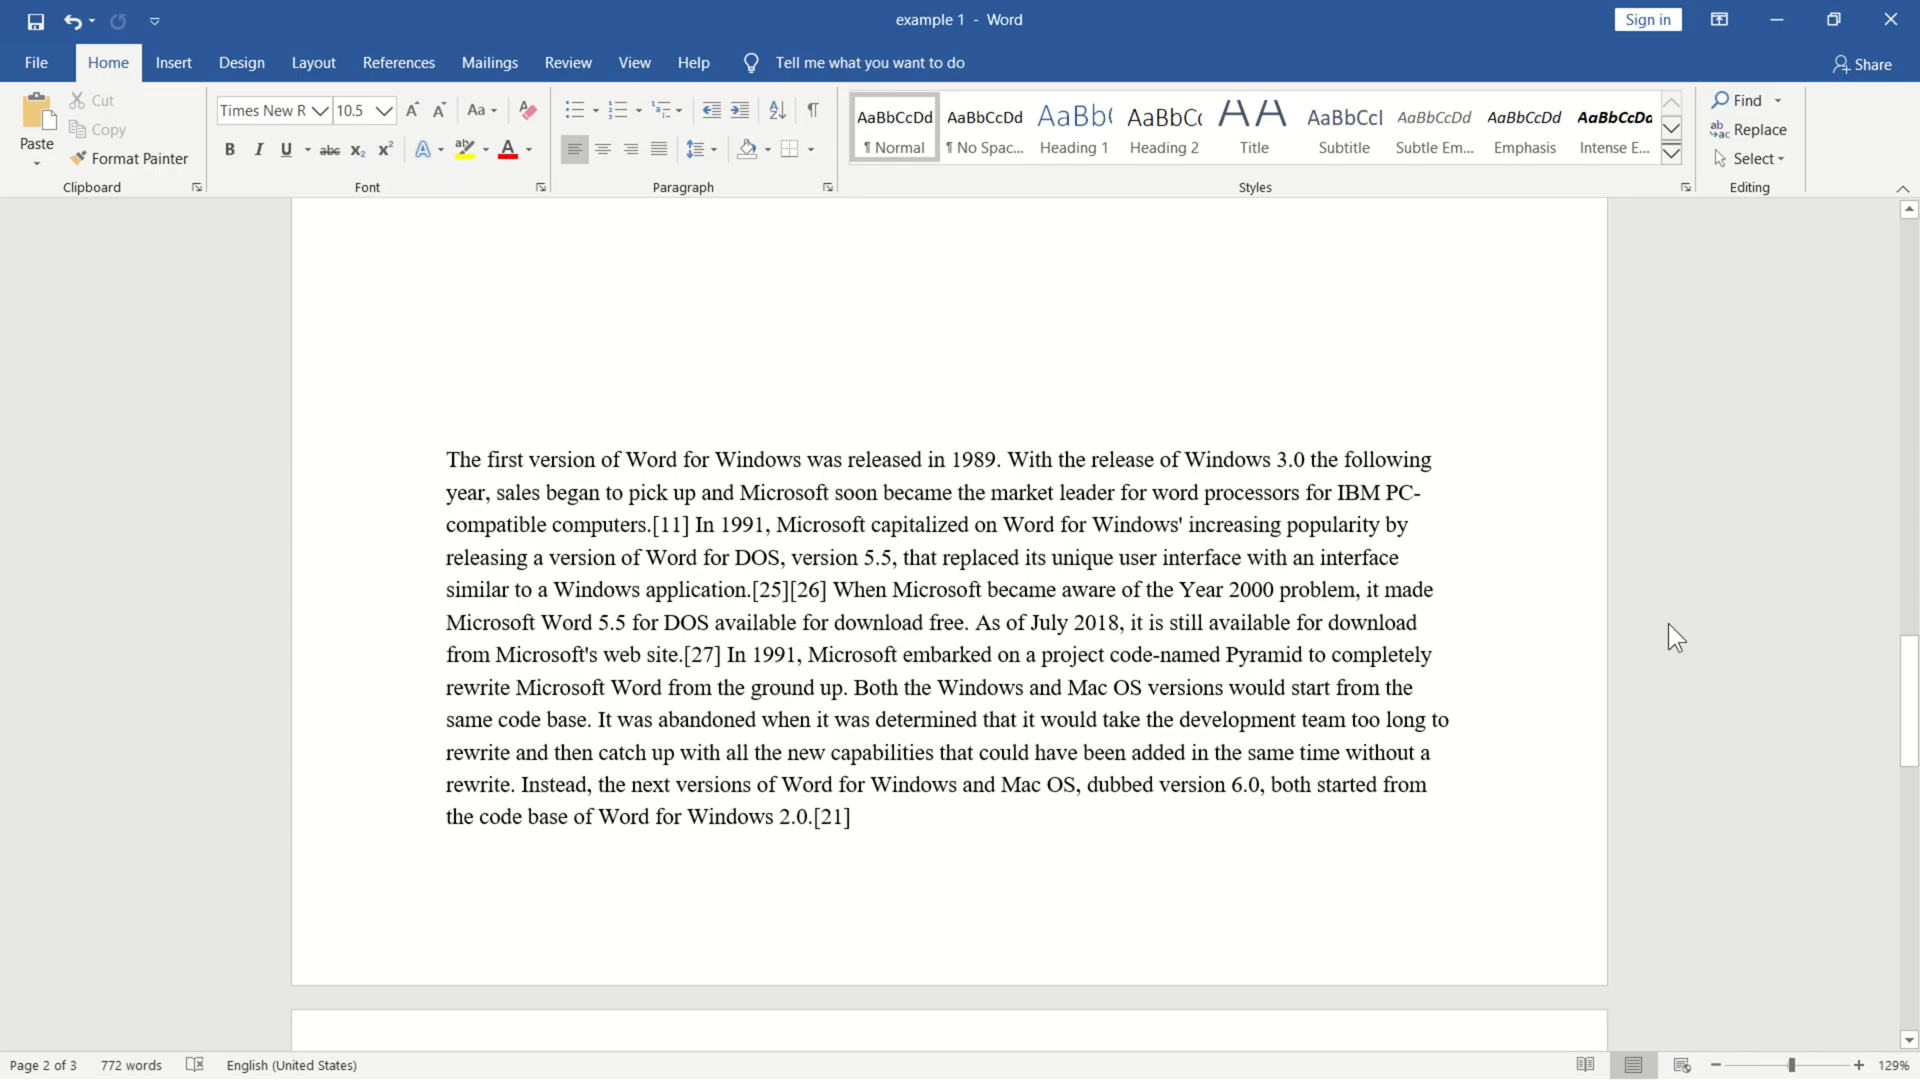 example 1 - Word
Sign in
File Home Insert Design Layout References Mailings Review View Help Tell me what you want to do
Share
Paste
Cut
Copy
Format Painter
Clipboard
Times New R 10.5
Aa
B I U abc x₂ x² A ab A
Font
Paragraph
AaBbCcDd AaBbCcDd AaBb( AaBbC( AA AaBbCcl AaBbCcDd AaBbCcDd AaBbCcDd
¶ Normal ¶ No Spac... Heading 1 Heading 2 Title Subtitle Subtle Em... Emphasis Intense E...
Styles
Find
Replace
Select
Editing
The first version of Word for Windows was released in 1989. With the release of Windows 3.0 the following
year, sales began to pick up and Microsoft soon became the market leader for word processors for IBM PC-
compatible computers.[11] In 1991, Microsoft capitalized on Word for Windows' increasing popularity by
releasing a version of Word for DOS, version 5.5, that replaced its unique user interface with an interface
similar to a Windows application.[25][26] When Microsoft became aware of the Year 2000 problem, it made
Microsoft Word 5.5 for DOS available for download free. As of July 2018, it is still available for download
from Microsoft's web site.[27] In 1991, Microsoft embarked on a project code-named Pyramid to completely
rewrite Microsoft Word from the ground up. Both the Windows and Mac OS versions would start from the
same code base. It was abandoned when it was determined that it would take the development team too long to
rewrite and then catch up with all the new capabilities that could have been added in the same time without a
rewrite. Instead, the next versions of Word for Windows and Mac OS, dubbed version 6.0, both started from
the code base of Word for Windows 2.0.[21]
Page 2 of 3 772 words English (United States) 129%